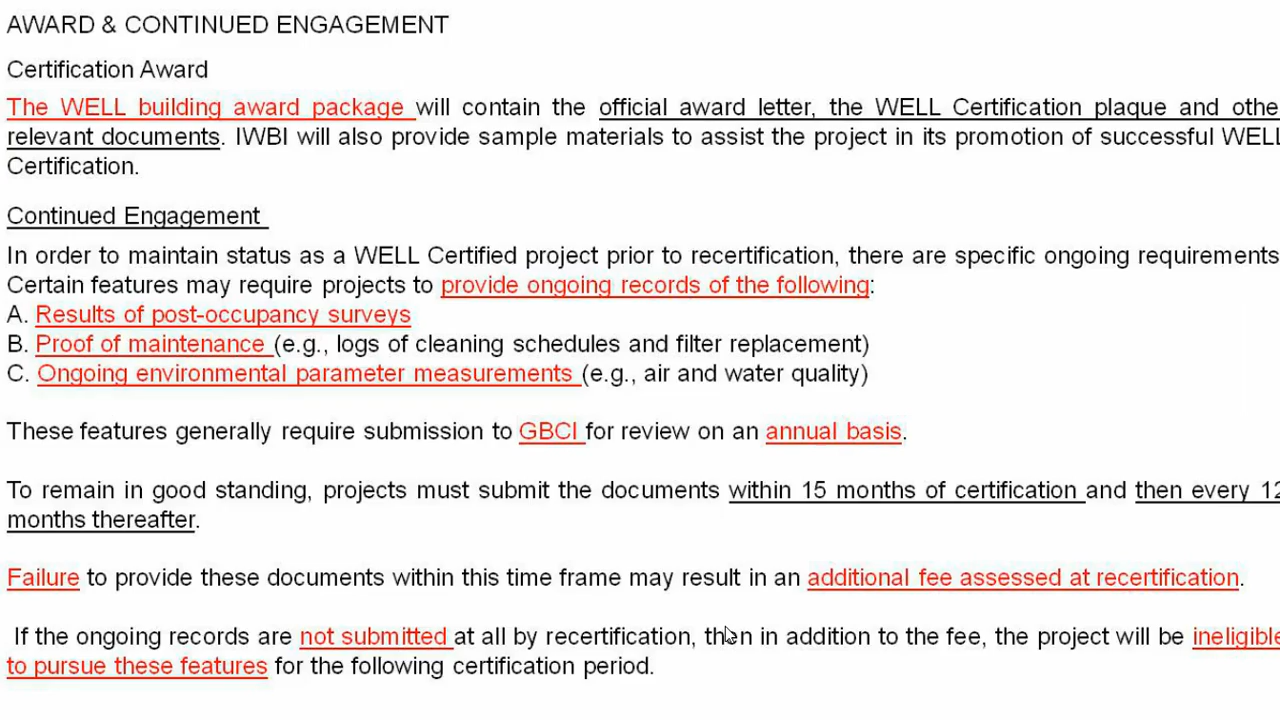 AWARD & CONTINUED ENGAGEMENT
Certification Award
The WELL building award package will contain the official award letter, the WELL Certification plaque and othe
relevant documents. IWBI will also provide sample materials to assist the project in its promotion of successful WELL
Certification.
Continued Engagement
In order to maintain status as a WELL Certified project prior to recertification, there are specific ongoing requirements
Certain features may require projects to provide ongoing records of the following:
A. Results of post-occupancy surveys
B. Proof of maintenance (e.g., logs of cleaning schedules and filter replacement)
C. Ongoing environmental parameter measurements (e.g., air and water quality)
These features generally require submission to GBCI for review on an annual basis.
To remain in good standing, projects must submit the documents within 15 months of certification and then every 12
months thereafter.
Failure to provide these documents within this time frame may result in an additional fee assessed at recertification.
If the ongoing records are not submitted at all by recertification, then in addition to the fee, the project will be ineligible
to pursue these features for the following certification period.